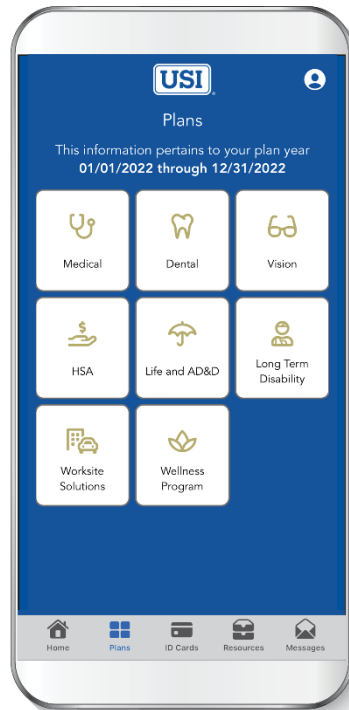 USI
Plans
This information pertains to your plan year
01/01/2022 through 12/31/2022
Medical
Dental
Vision
$
HSA
Life and AD&D
Long Term
Disability
Worksite
Solutions
Wellness
Program
Home
Plans
ID Cards
Resources
Messages